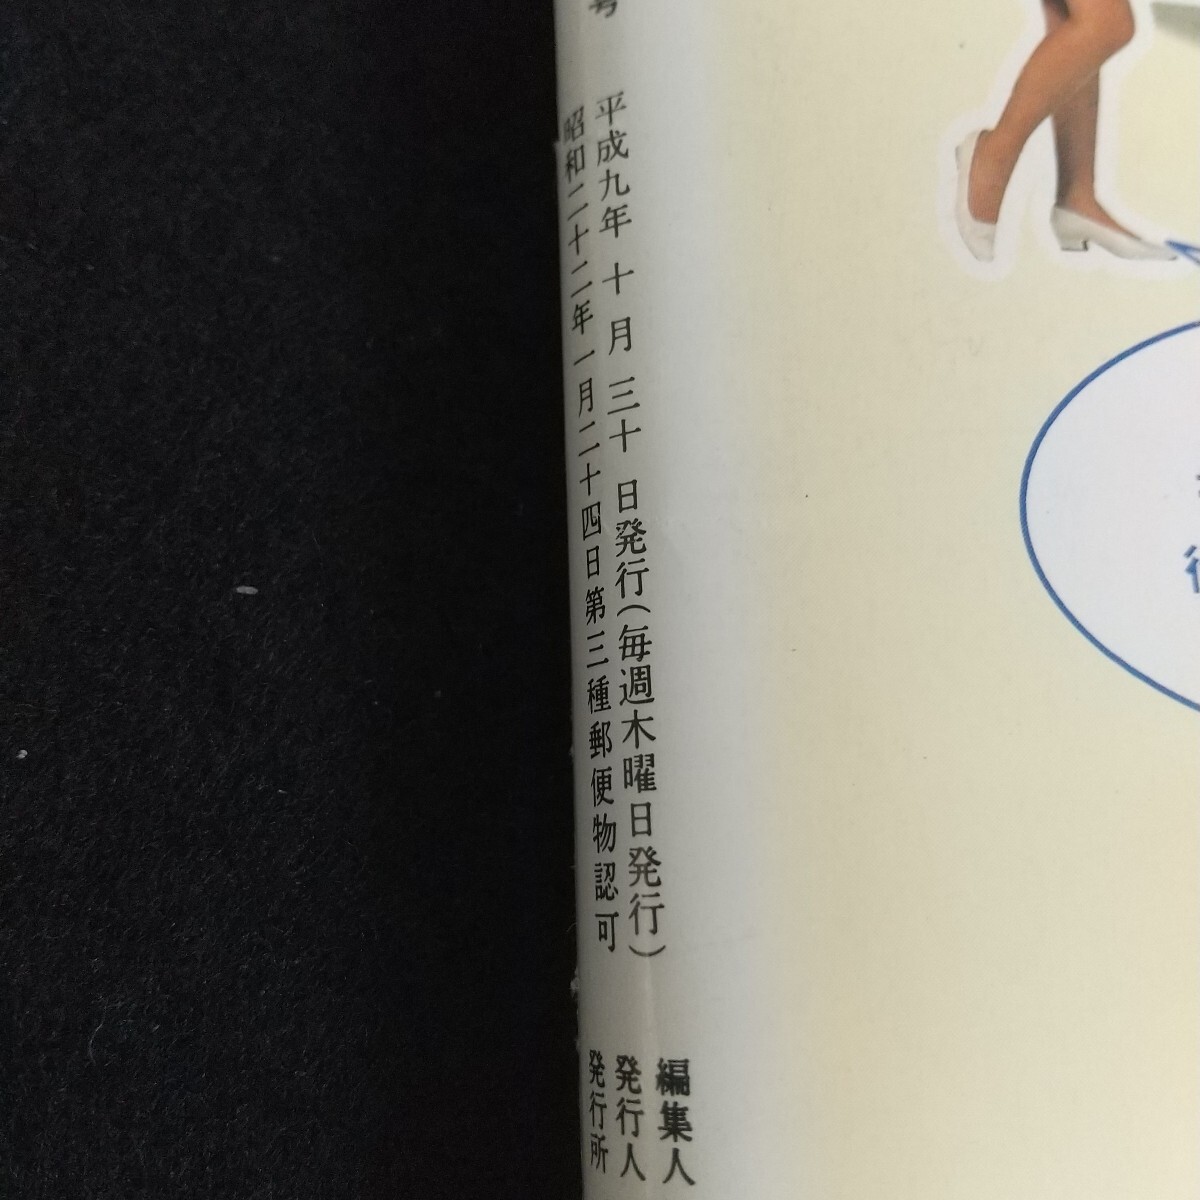 号 平成九年 十月三十日発行(毎週木曜日発行)
昭和二十二年一月二十四日第三種郵便物認可
編集人
発行人
発行所